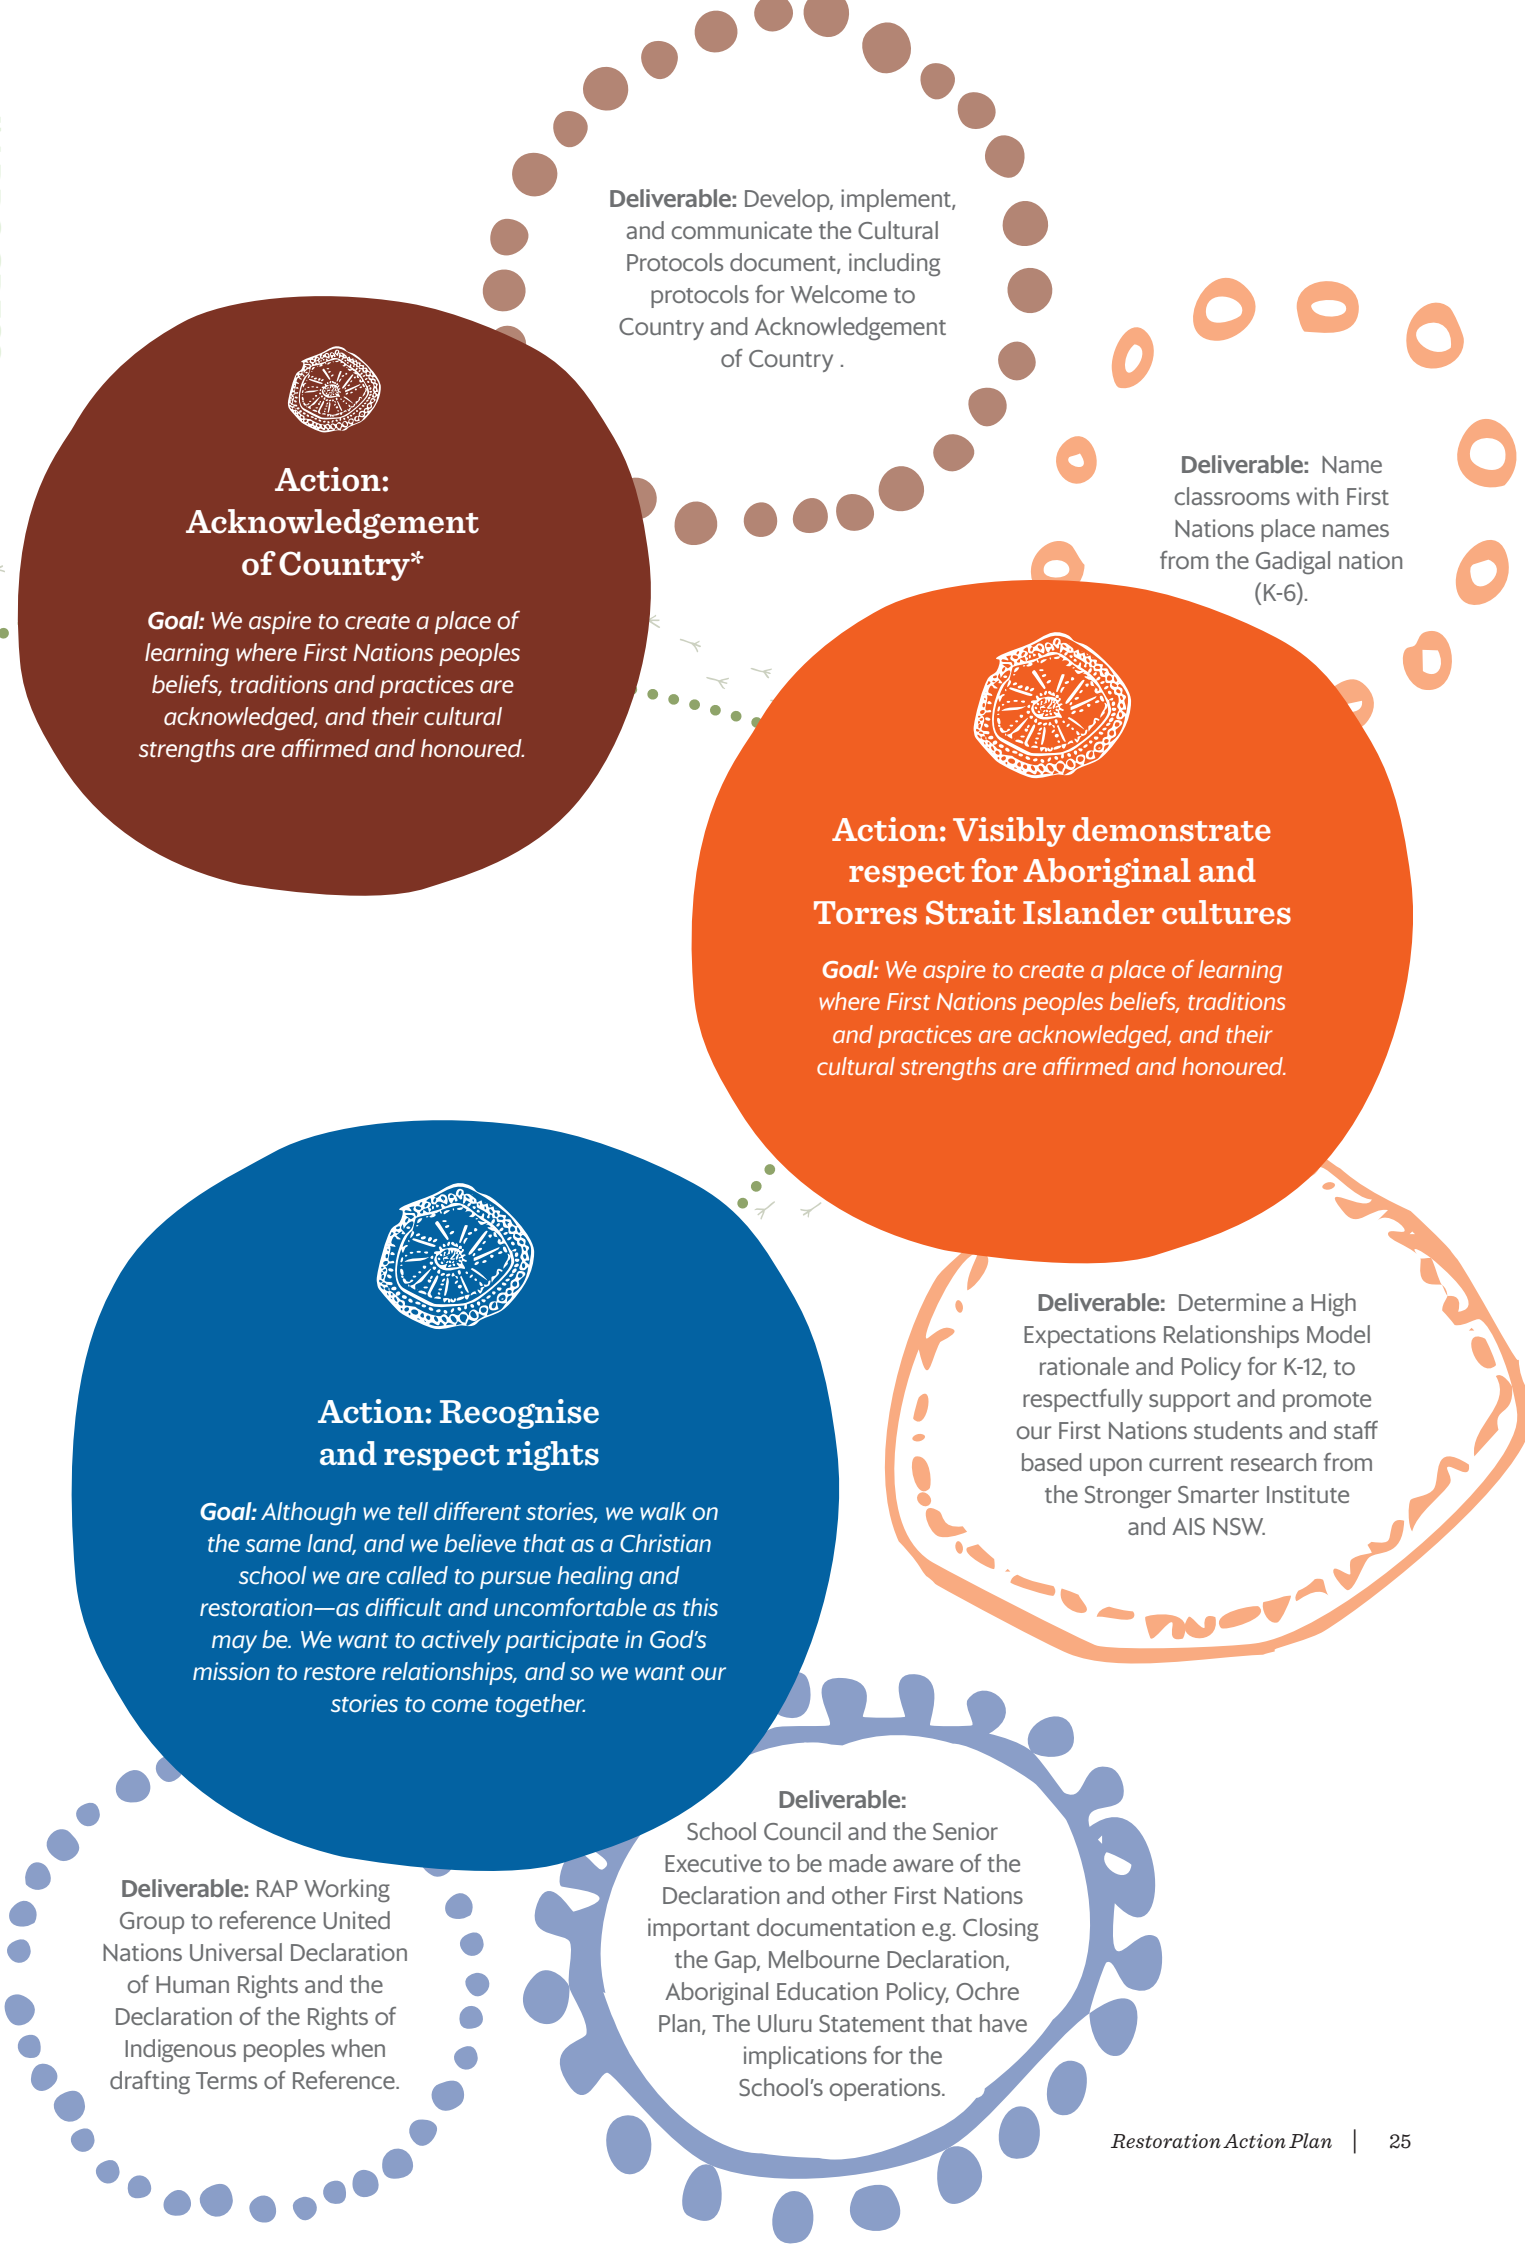 Deliverable: Develop, implement,
and communicate the Cultural
Protocols document, including
protocols for Welcome to
Country and Acknowledgement
of Country .
Action:
Acknowledgement
of Country*
Goal: We aspire to create a place of
learning where First Nations peoples
beliefs, traditions and practices are
acknowledged, and their cultural
strengths are affirmed and honoured.
Deliverable: Name
classrooms with First
Nations place names
from the Gadigal nation
(K-6).
Action: Visibly demonstrate
respect for Aboriginal and
Torres Strait Islander cultures
Goal: We aspire to create a place of learning
where First Nations peoples beliefs, traditions
and practices are acknowledged, and their
cultural strengths are affirmed and honoured.
Deliverable: Determine a High
Expectations Relationships Model
rationale and Policy for K-12, to
respectfully support and promote
our First Nations students and staff
based upon current research from
the Stronger Smarter Institute
and AIS NSW.
Action: Recognise
and respect rights
Goal: Although we tell different stories, we walk on
the same land, and we believe that as a Christian
school we are called to pursue healing and
restoration—as difficult and uncomfortable as this
may be. We want to actively participate in God's
mission to restore relationships, and so we want our
stories to come together.
Deliverable: RAP Working
Group to reference United
Nations Universal Declaration
of Human Rights and the
Declaration of the Rights of
Indigenous peoples when
drafting Terms of Reference.
Deliverable:
School Council and the Senior
Executive to be made aware of the
Declaration and other First Nations
important documentation e.g. Closing
the Gap, Melbourne Declaration,
Aboriginal Education Policy, Ochre
Plan, The Uluru Statement that have
implications for the
School's operations.
Restoration Action Plan | 25